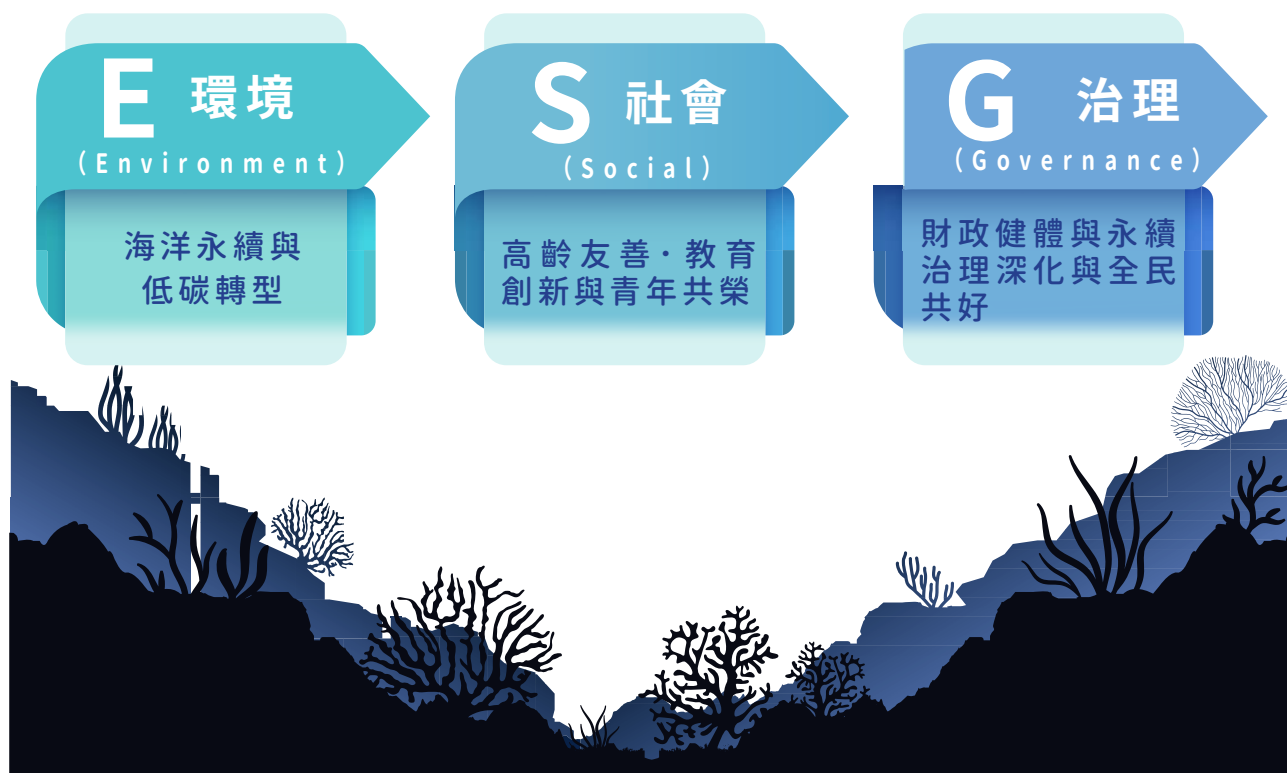 E 環境
(Environment)
海洋永續與
低碳轉型
S 社會
(Social)
高齡友善·教育
創新與青年共榮
G 治理
(Governance)
財政健體與永續
治理深化與全民
共好